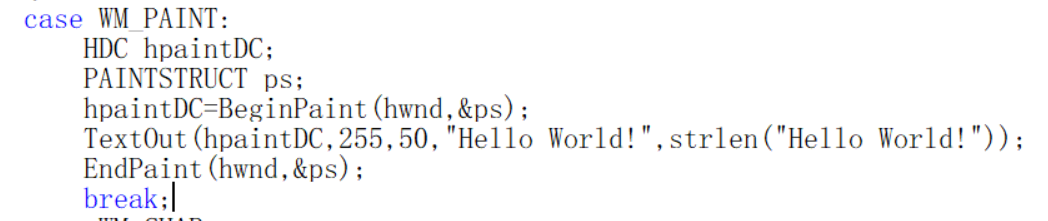 case WM_PAINT:
HDC hpaintDC;
PAINTSTRUCT ps;
hpaintDC=BeginPaint(hwnd,&ps);
TextOut(hpaintDC,255,50,"Hello World!",strlen("Hello World!"));
EndPaint(hwnd,&ps);
break;